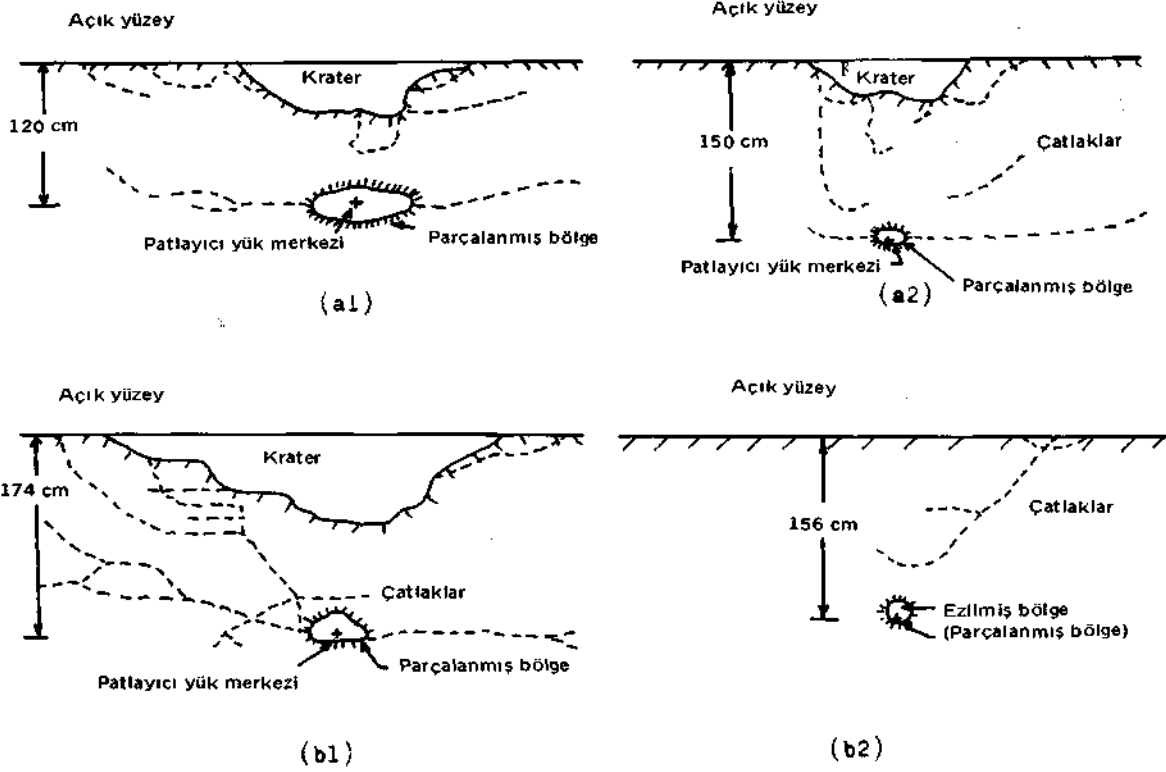 Açık yüzey
Krater
120 cm
Patlayıcı yük merkezi
Parçalanmış bölge
(a1)
Açık yüzey
Krater
150 cm
Çatlaklar
Patlayıcı yük merkezi
Parçalanmış bölge
(a2)
Açık yüzey
Krater
174 cm
Çatlaklar
Parçalanmış bölge
Patlayıcı yük merkezi
(b1)
Açık yüzey
Çatlaklar
156 cm
Ezilmiş bölge
(Parçalanmış bölge)
(b2)